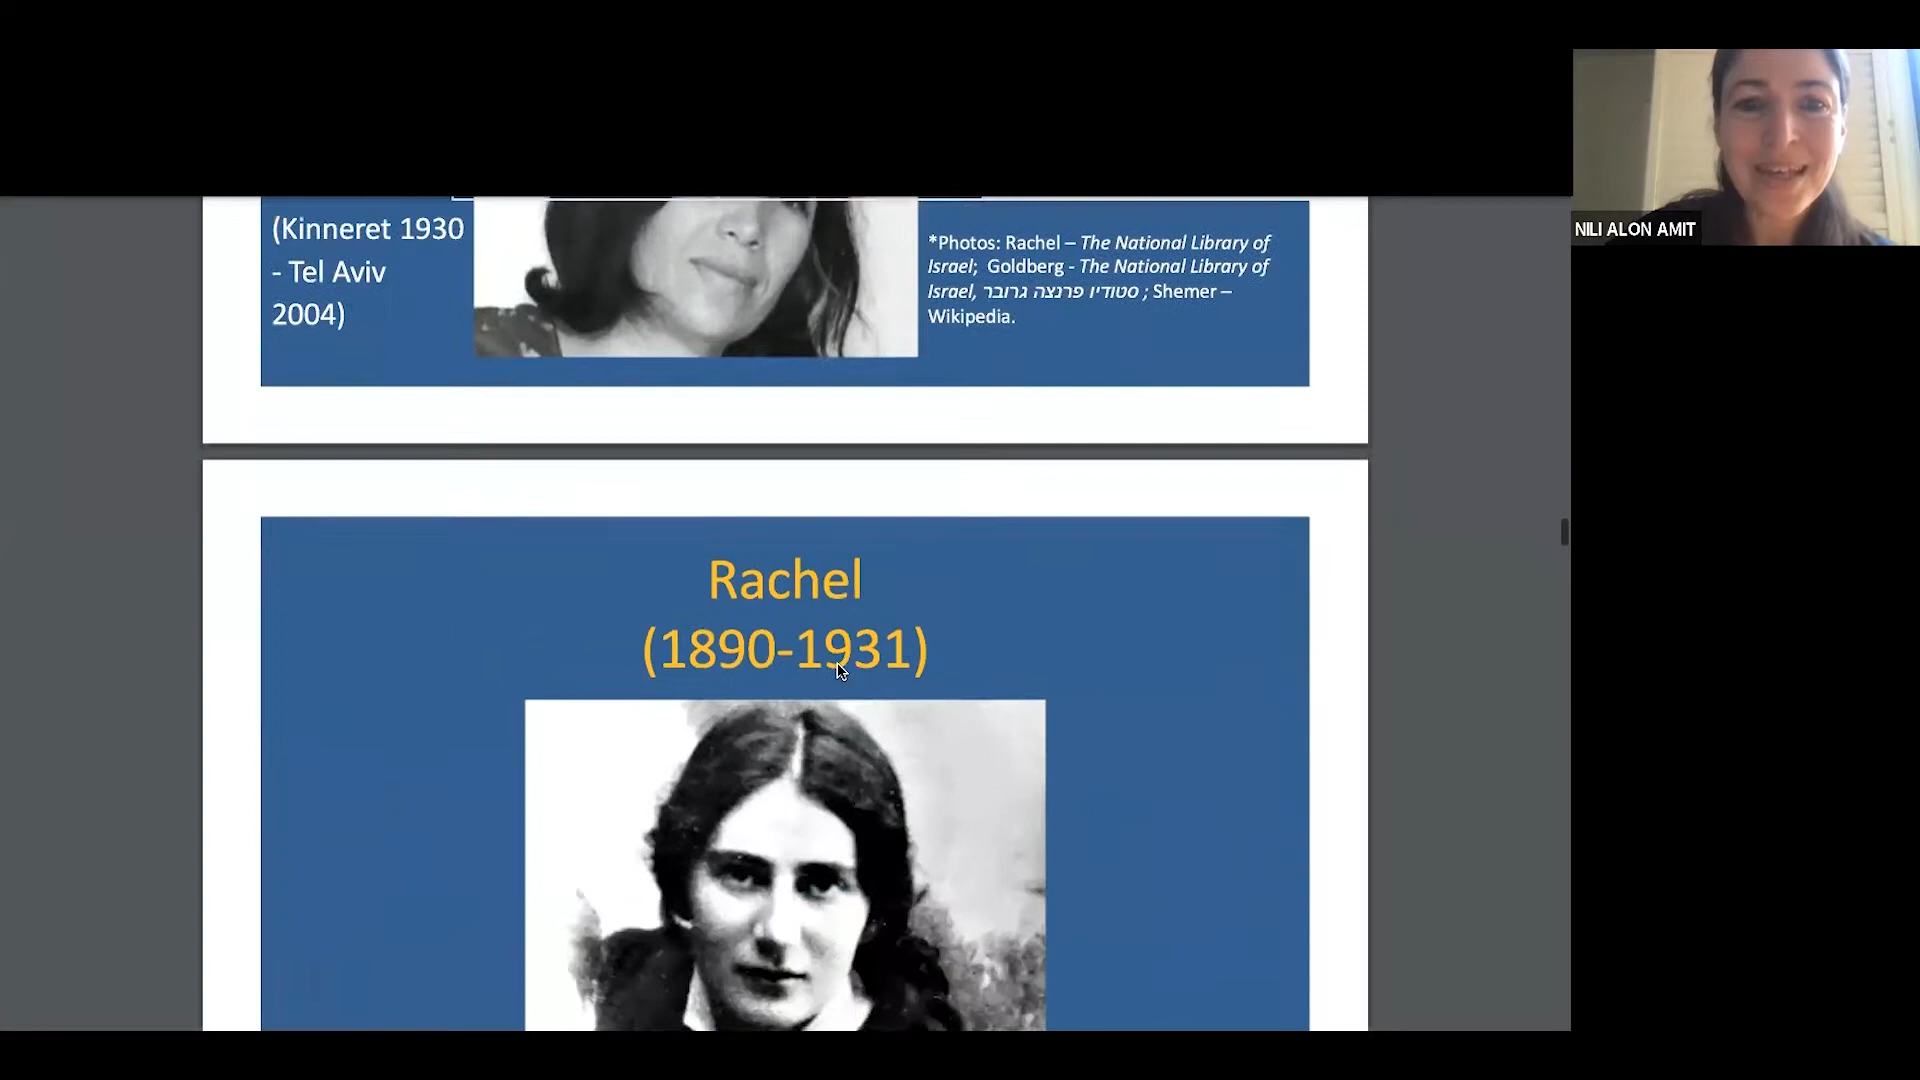 (Kinneret 1930
- Tel Aviv
2004)
*Photos: Rachel – The National Library of
Israel; Goldberg - The National Library of
Israel, סטודיו פרנצה גרובר ; Shemer –
Wikipedia.
Rachel
(1890-1931)
NILI ALON AMIT